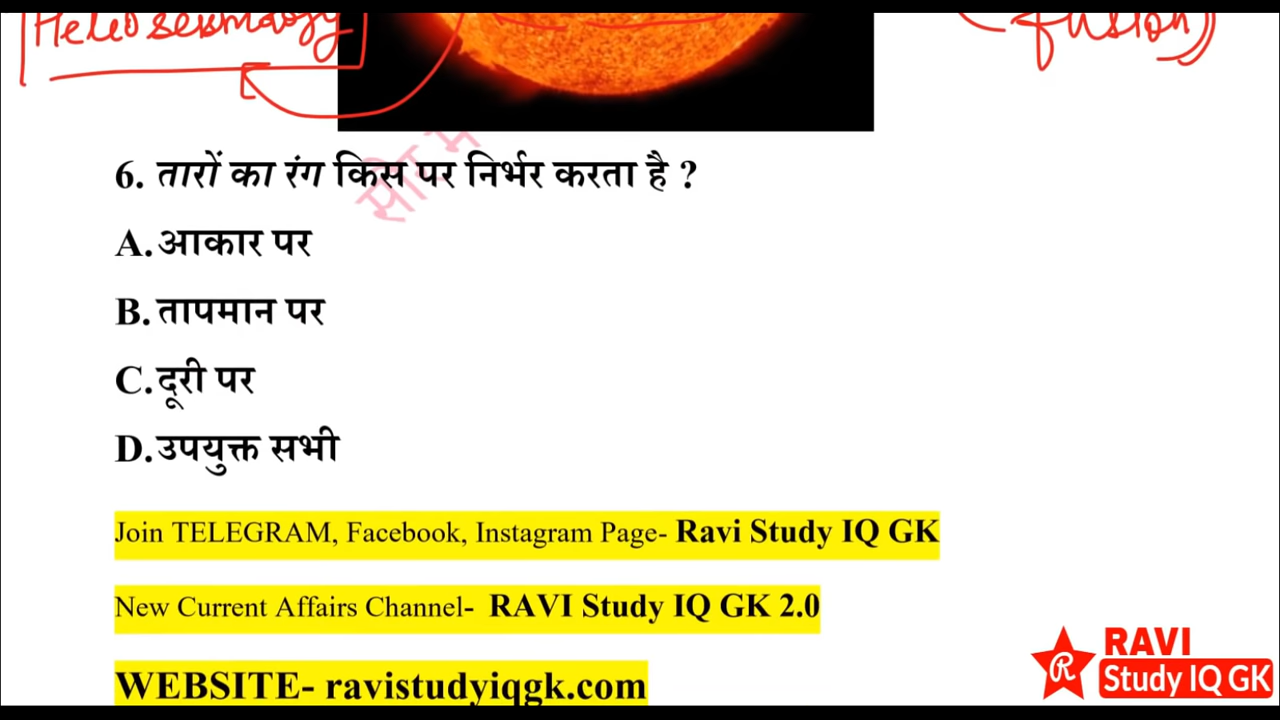 fusion)
6. तारों का रंग किस पर निर्भर करता है ?
A.आकार पर
B.तापमान पर
C.दूरी पर
D.उपयुक्त सभी
Join TELEGRAM, Facebook, Instagram Page- Ravi Study IQ GK
New Current Affairs Channel- RAVI Study IQ GK 2.0
WEBSITE- ravistudyiqgk.com
RAVI
Study IQ GK